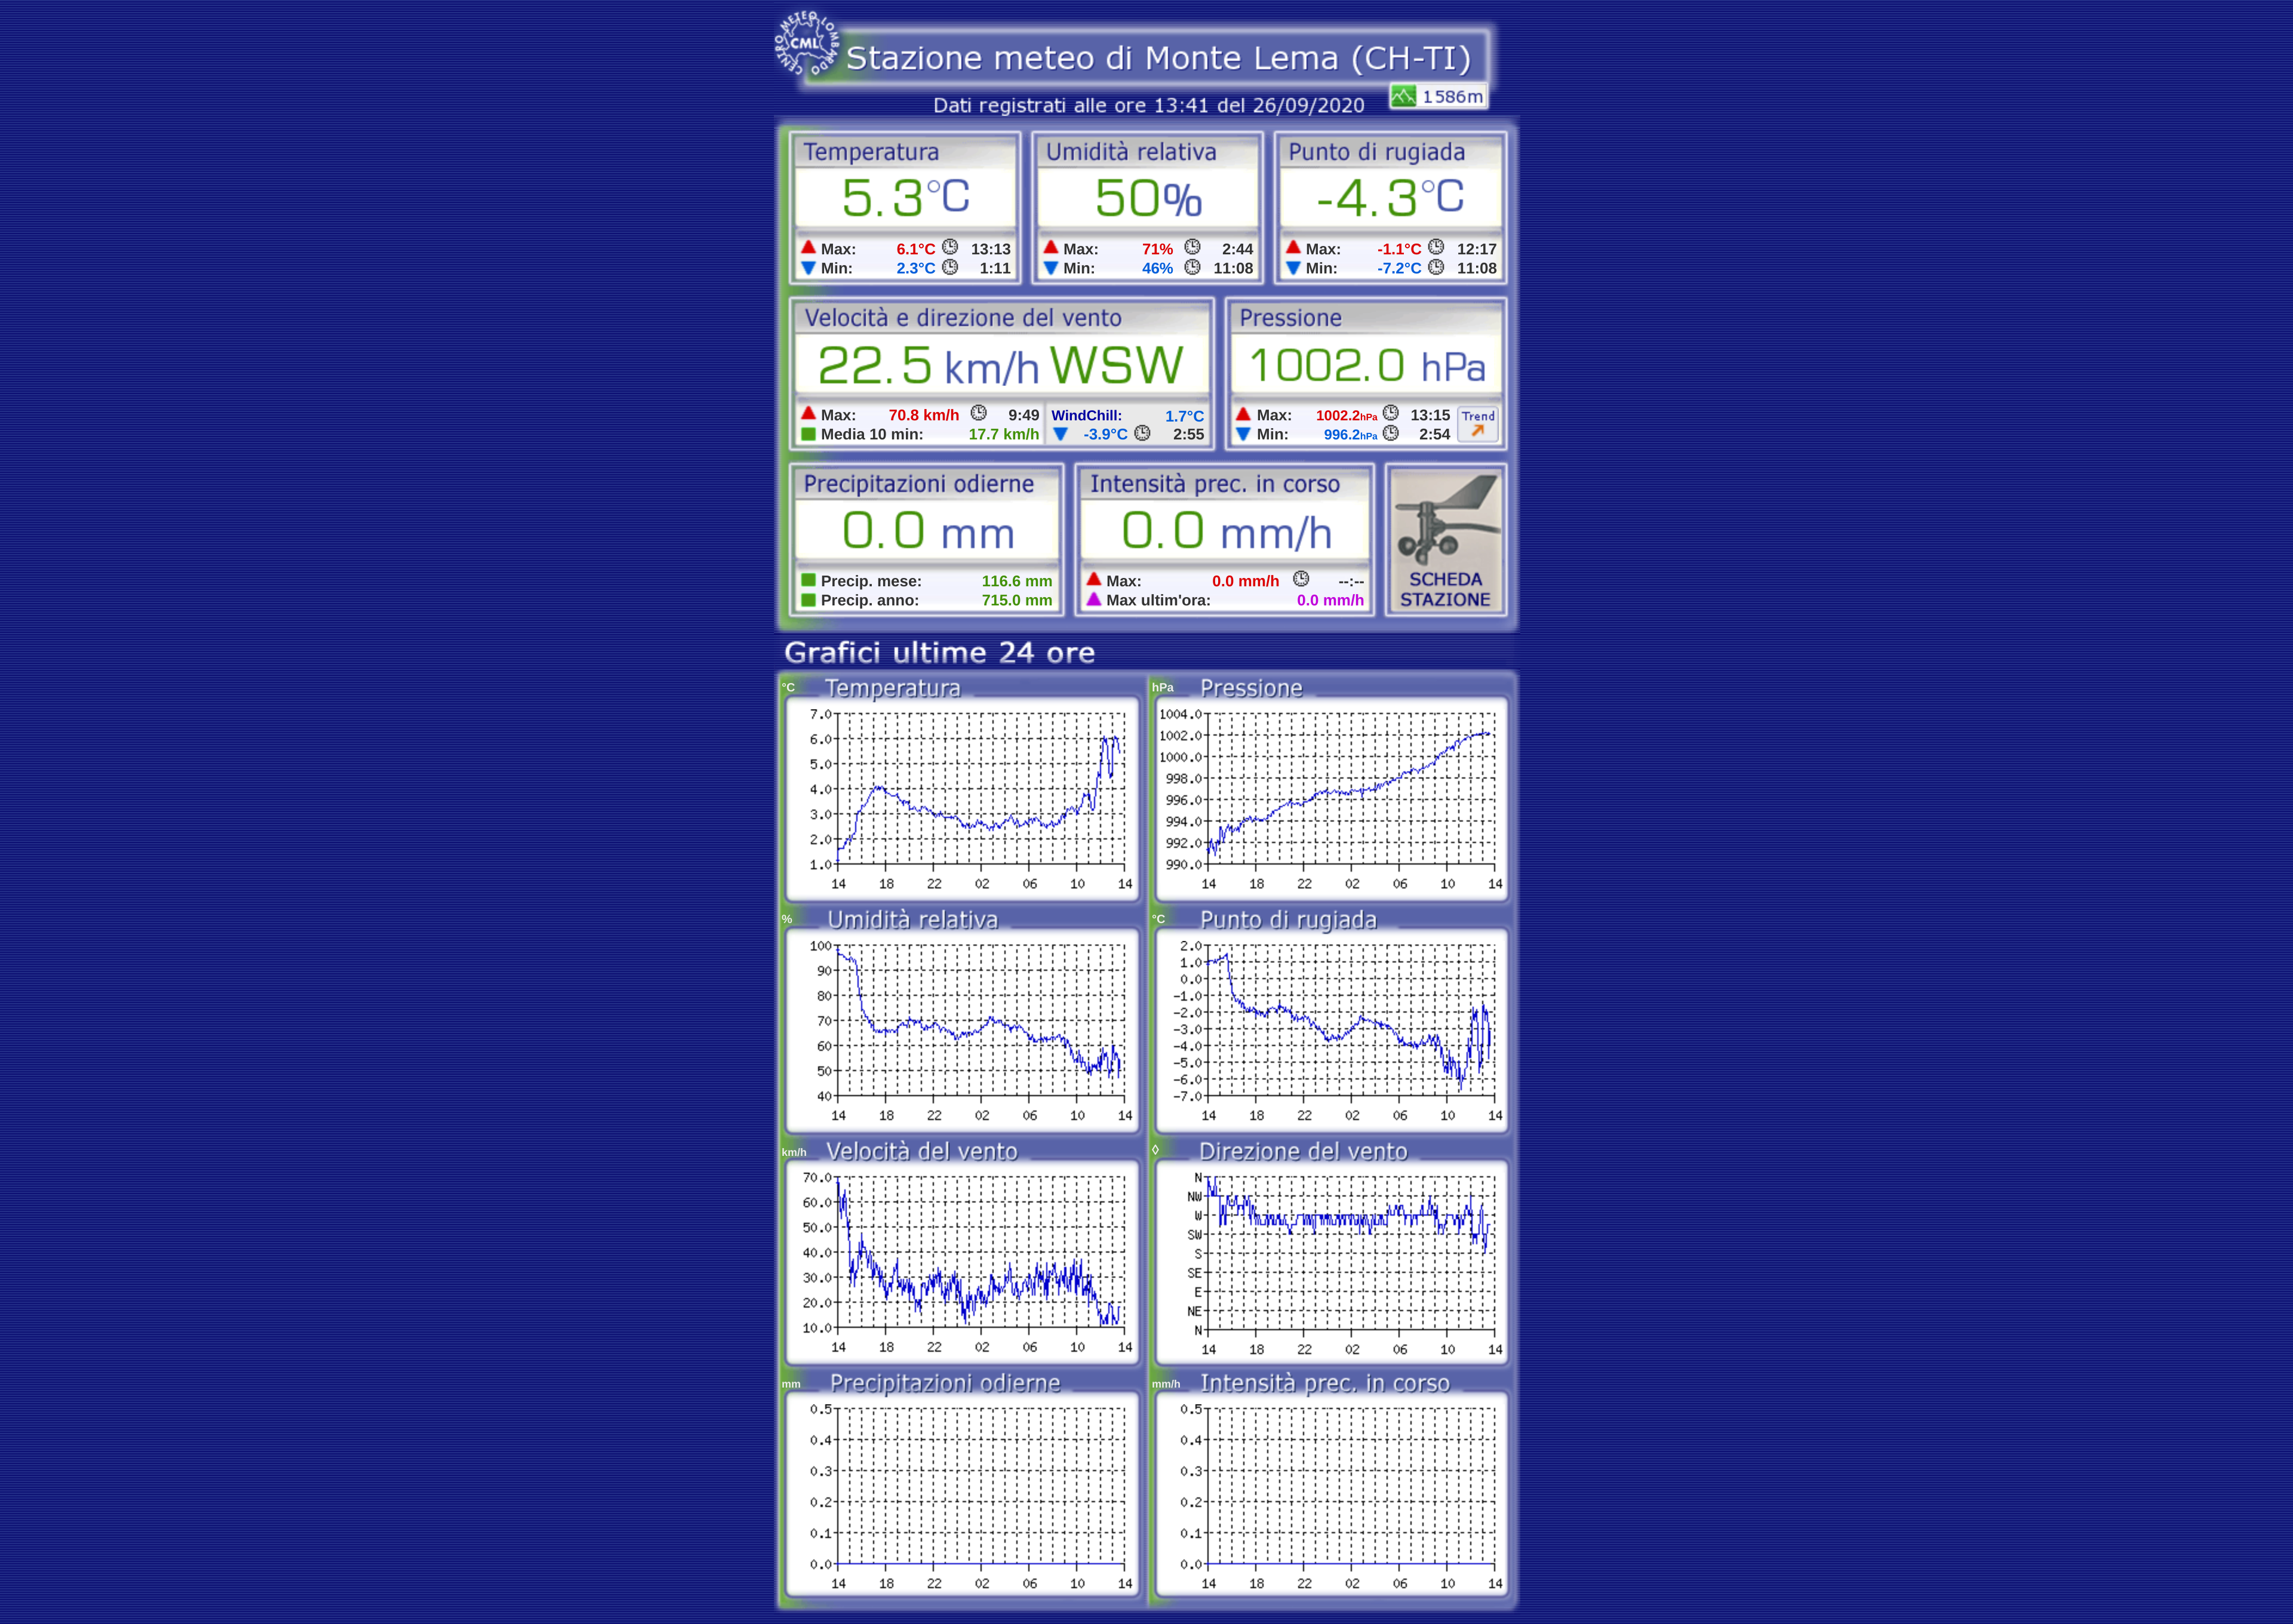 CENTRO METEO LOMBARDO
CML
Stazione meteo di Monte Lema (CH-TI)
Dati registrati alle ore 13:41 del 26/09/2020
1586m
Temperatura
5.3°C
Max: 6.1°C 13:13
Min: 2.3°C 1:11
Umidità relativa
50%
Max: 71% 2:44
Min: 46% 11:08
Punto di rugiada
-4.3°C
Max: -1.1°C 12:17
Min: -7.2°C 11:08
Velocità e direzione del vento
22.5 km/h WSW
Max: 70.8 km/h 9:49
Media 10 min: 17.7 km/h
WindChill: 1.7°C
-3.9°C 2:55
Pressione
1002.0 hPa
Max: 1002.2hPa 13:15
Min: 996.2hPa 2:54
Trend
Precipitazioni odierne
0.0 mm
Precip. mese: 116.6 mm
Precip. anno: 715.0 mm
Intensità prec. in corso
0.0 mm/h
Max: 0.0 mm/h --:--
Max ultim'ora: 0.0 mm/h
SCHEDA
STAZIONE
Grafici ultime 24 ore
°C Temperatura
7.0
6.0
5.0
4.0
3.0
2.0
1.0
14 18 22 02 06 10 14
hPa Pressione
1004.0
1002.0
1000.0
998.0
996.0
994.0
992.0
990.0
14 18 22 02 06 10 14
% Umidità relativa
100
90
80
70
60
50
40
14 18 22 02 06 10 14
°C Punto di rugiada
2.0
1.0
0.0
-1.0
-2.0
-3.0
-4.0
-5.0
-6.0
-7.0
14 18 22 02 06 10 14
km/h Velocità del vento
70.0
60.0
50.0
40.0
30.0
20.0
10.0
14 18 22 02 06 10 14
◊ Direzione del vento
N
NW
W
SW
S
SE
E
NE
N
14 18 22 02 06 10 14
mm Precipitazioni odierne
0.5
0.4
0.3
0.2
0.1
0.0
14 18 22 02 06 10 14
mm/h Intensità prec. in corso
0.5
0.4
0.3
0.2
0.1
0.0
14 18 22 02 06 10 14